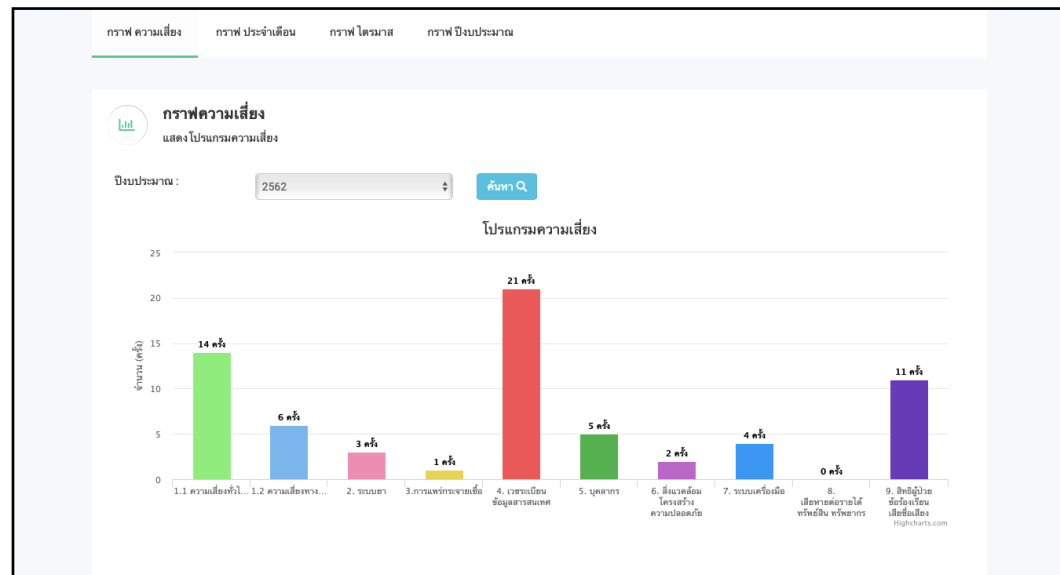 กราฟ ความเสี่ยง กราฟ ประจำเดือน กราฟ ไตรมาส กราฟ ปีงบประมาณ
กราฟความเสี่ยง
แสดงโปรแกรมความเสี่ยง
ปีงบประมาณ : 2562 ค้นหา
โปรแกรมความเสี่ยง
จำนวน (ครั้ง)
25
20
15
10
5
0
14 ครั้ง
6 ครั้ง
3 ครั้ง
1 ครั้ง
21 ครั้ง
5 ครั้ง
2 ครั้ง
4 ครั้ง
0 ครั้ง
11 ครั้ง
1.1 ความเสี่ยงทั่วไ...
1.2 ความเสี่ยงทาง...
2. ระบบยา
3.การแพร่กระจายเชื้อ
4. เวชระเบียน
ข้อมูลสารสนเทศ
5. บุคลากร
6. สิ่งแวดล้อม
โครงสร้าง
ความปลอดภัย
7. ระบบเครื่องมือ
8.
เสียหายต่อรายได้
ทรัพย์สิน ทรัพยากร
9. สิทธิผู้ป่วย
ข้อร้องเรียน
เสียชื่อเสียง
Highcharts.com